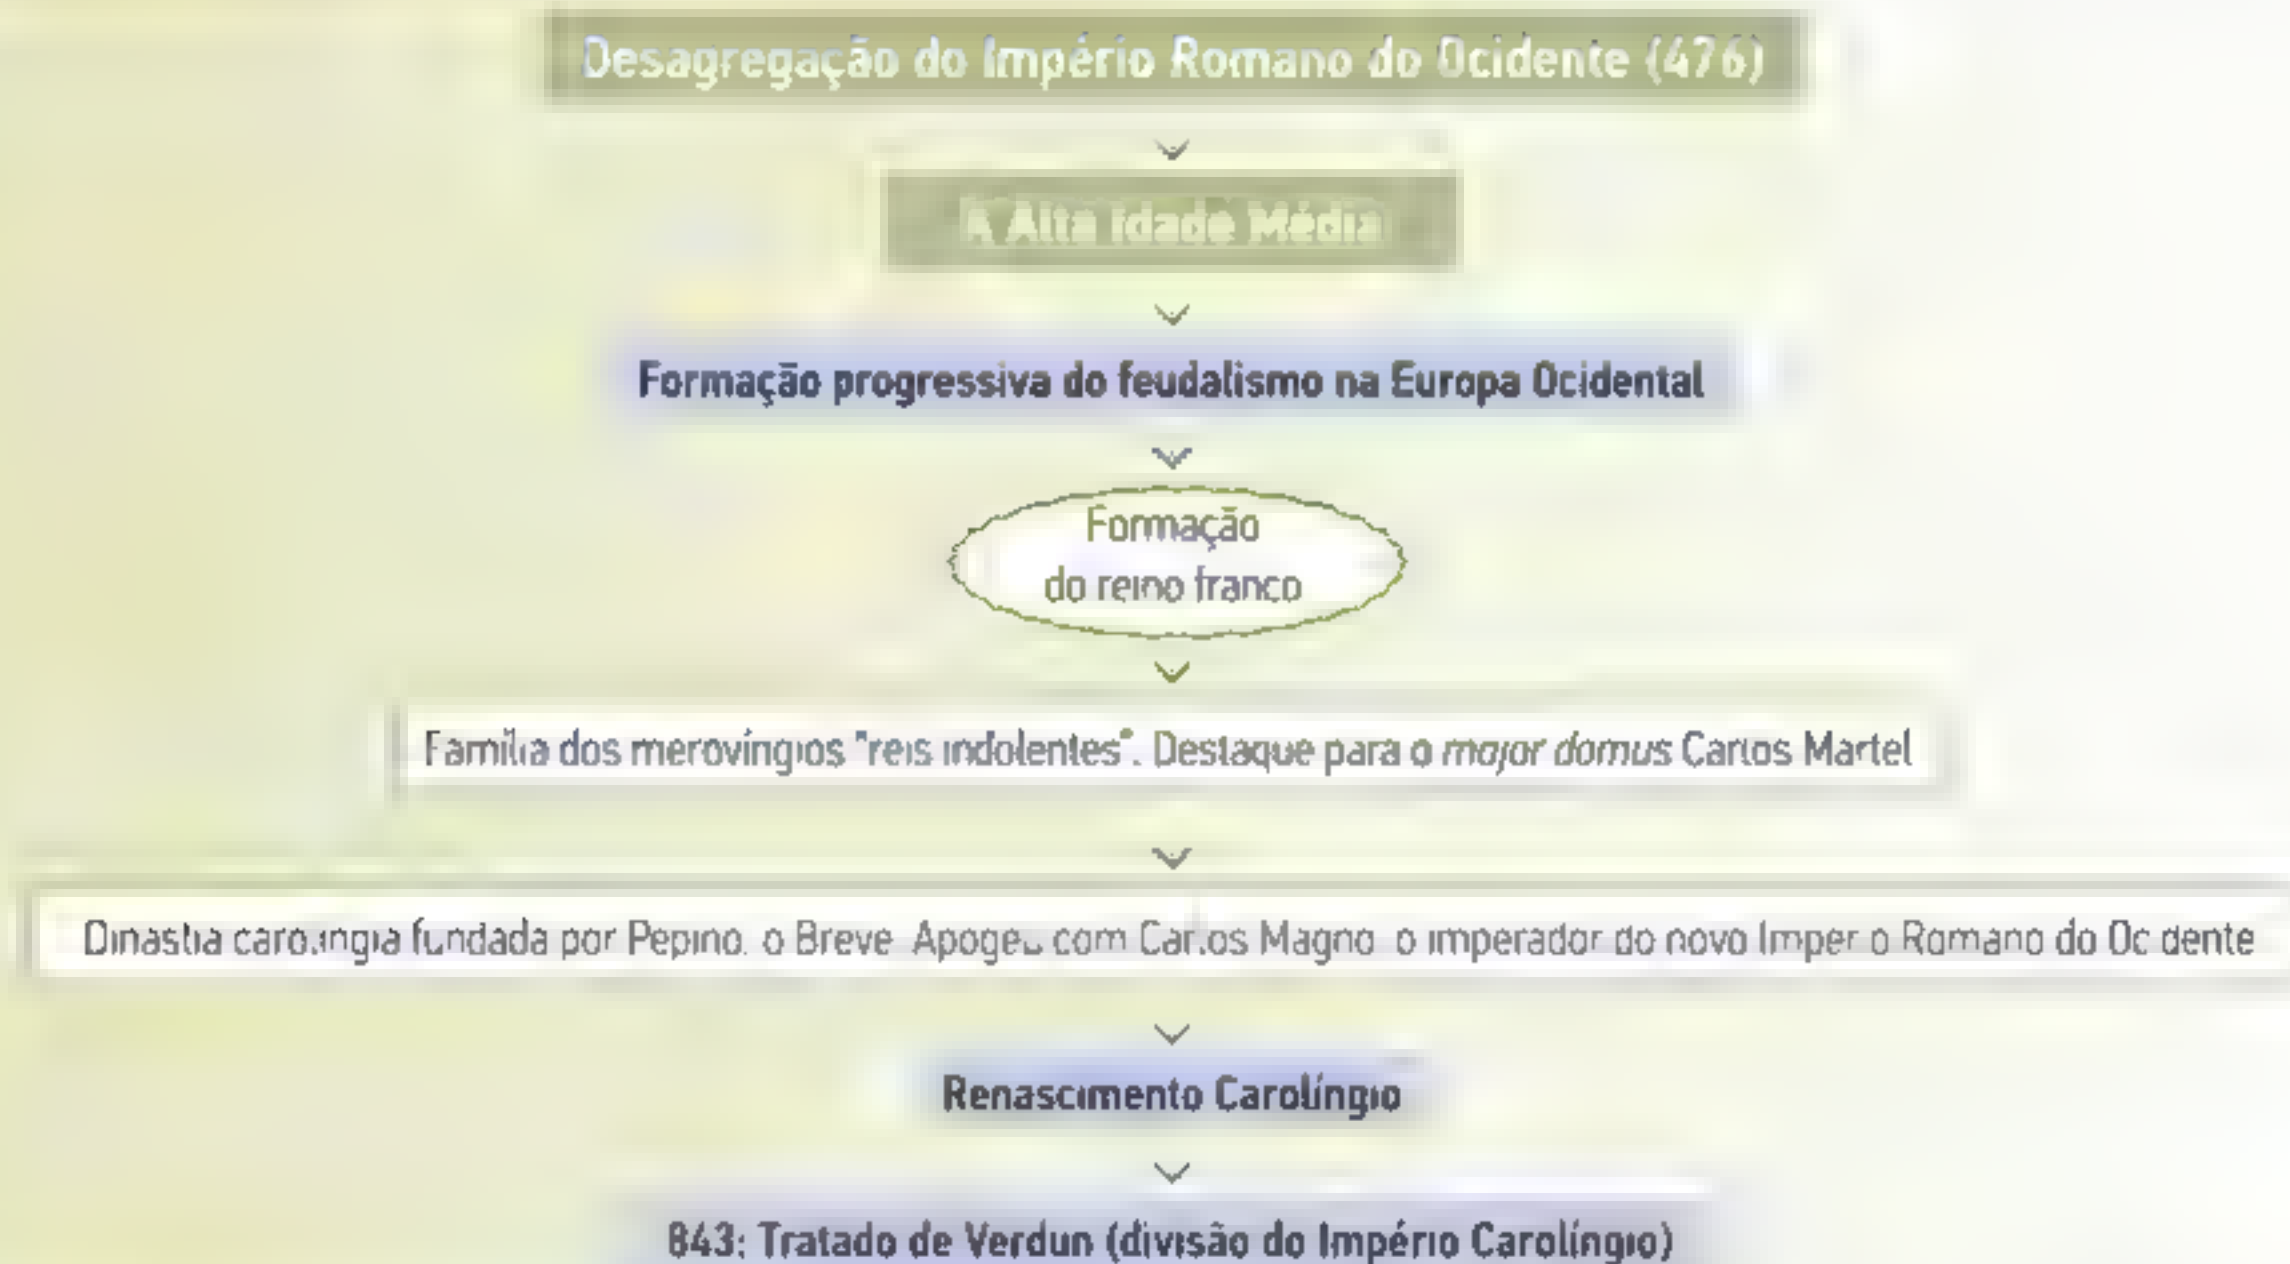 Desagregação do Império Romano do Ocidente (476)
A Alta Idade Média
Formação progressiva do feudalismo na Europa Ocidental
Formação
do reino franco
Família dos merovíngios "reis indolentes". Destaque para o major domus Carlos Martel
Dinastia carolíngia fundada por Pepino, o Breve. Apogeu com Carlos Magno, o imperador do novo Império Romano do Ocidente
Renascimento Carolíngio
843: Tratado de Verdun (divisão do Império Carolíngio)